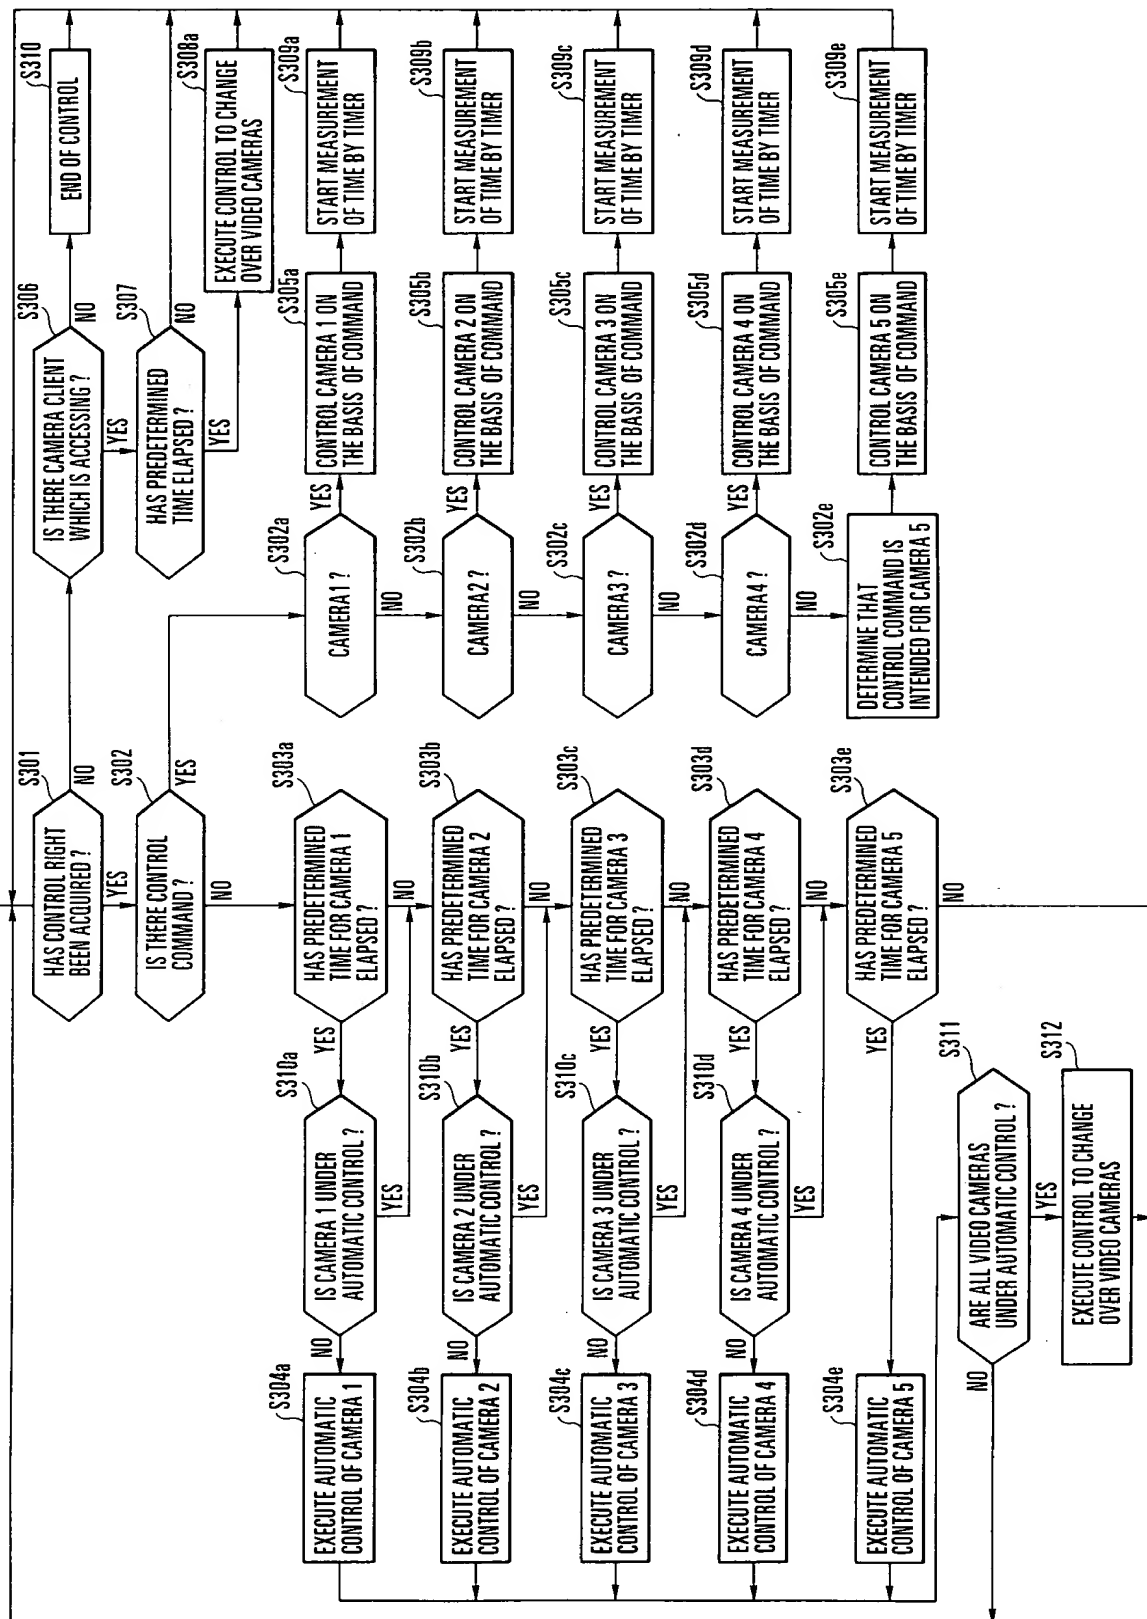 S301
HAS CONTROL RIGHT
BEEN ACQUIRED ?
NO
YES
S306
IS THERE CAMERA CLIENT
WHICH IS ACCESSING ?
NO
YES
S310
END OF CONTROL
S302
IS THERE CONTROL
COMMAND ?
YES
NO
S307
HAS PREDETERMINED
TIME ELAPSED ?
NO
YES
S308a
EXECUTE CONTROL TO CHANGE
OVER VIDEO CAMERAS
S304a
EXECUTE AUTOMATIC
CONTROL OF CAMERA 1
NO
S310a
IS CAMERA 1 UNDER
AUTOMATIC CONTROL ?
YES
YES
S303a
HAS PREDETERMINED
TIME FOR CAMERA 1
ELAPSED ?
NO
S302a
CAMERA1 ?
NO
YES
S305a
CONTROL CAMERA 1 ON
THE BASIS OF COMMAND
S309a
START MEASUREMENT
OF TIME BY TIMER
S304b
EXECUTE AUTOMATIC
CONTROL OF CAMERA 2
NO
S310b
IS CAMERA 2 UNDER
AUTOMATIC CONTROL ?
YES
YES
S303b
HAS PREDETERMINED
TIME FOR CAMERA 2
ELAPSED ?
NO
S302b
CAMERA2 ?
NO
YES
S305b
CONTROL CAMERA 2 ON
THE BASIS OF COMMAND
S309b
START MEASUREMENT
OF TIME BY TIMER
S304c
EXECUTE AUTOMATIC
CONTROL OF CAMERA 3
NO
S310c
IS CAMERA 3 UNDER
AUTOMATIC CONTROL ?
YES
YES
S303c
HAS PREDETERMINED
TIME FOR CAMERA 3
ELAPSED ?
NO
S302c
CAMERA3 ?
NO
YES
S305c
CONTROL CAMERA 3 ON
THE BASIS OF COMMAND
S309c
START MEASUREMENT
OF TIME BY TIMER
S304d
EXECUTE AUTOMATIC
CONTROL OF CAMERA 4
NO
S310d
IS CAMERA 4 UNDER
AUTOMATIC CONTROL ?
YES
YES
S303d
HAS PREDETERMINED
TIME FOR CAMERA 4
ELAPSED ?
NO
S302d
CAMERA4 ?
NO
YES
S305d
CONTROL CAMERA 4 ON
THE BASIS OF COMMAND
S309d
START MEASUREMENT
OF TIME BY TIMER
S304e
EXECUTE AUTOMATIC
CONTROL OF CAMERA 5
YES
S303e
HAS PREDETERMINED
TIME FOR CAMERA 5
ELAPSED ?
NO
S302e
DETERMINE THAT
CONTROL COMMAND IS
INTENDED FOR CAMERA 5
S305e
CONTROL CAMERA 5 ON
THE BASIS OF COMMAND
S309e
START MEASUREMENT
OF TIME BY TIMER
S311
ARE ALL VIDEO CAMERAS
UNDER AUTOMATIC CONTROL ?
NO
YES
S312
EXECUTE CONTROL TO CHANGE
OVER VIDEO CAMERAS